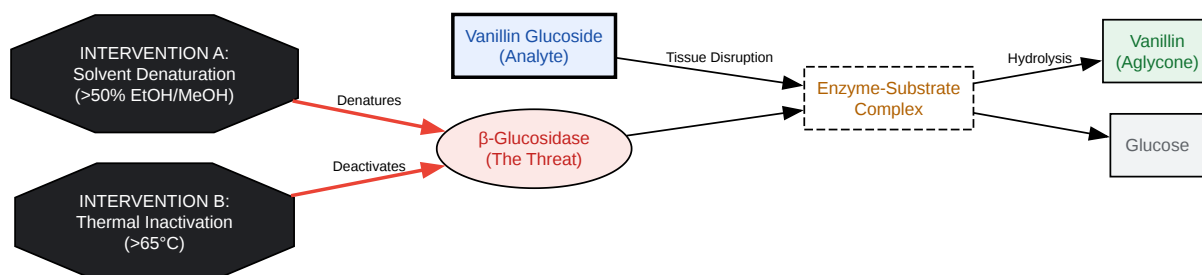 INTERVENTION A:
Solvent Denaturation
(>50% EtOH/MeOH)
Denatures
INTERVENTION B:
Thermal Inactivation
(>65°C)
Deactivates
Vanillin Glucoside
(Analyte)
Tissue Disruption
β-Glucosidase
(The Threat)
Enzyme-Substrate
Complex
Hydrolysis
Vanillin
(Aglycone)
Glucose